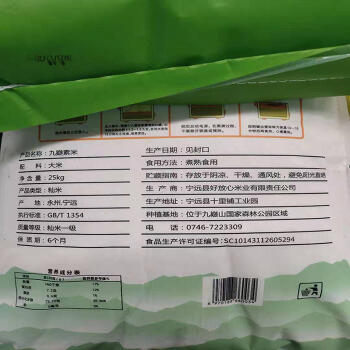 产品名称: 九嶷素米
配    料: 大米
净 含 量: 25kg
产品类型: 籼米
产    地: 永州.宁远
执行标准: GB/T 1354
质量等级: 籼米一级
保 质 期: 6个月
生产日期: 见封口
食用方法: 煮熟食用
贮藏指南: 存放于阴凉、干燥、通风处，避免阳光直晒
生 产 商: 宁远县好放心米业有限责任公司
生产地址: 宁远县十里铺工业园
种植基地: 位于九嶷山国家森林公园区域
电    话: 0746-7223309
食品生产许可证编号: SC10143112605294
营养成分表